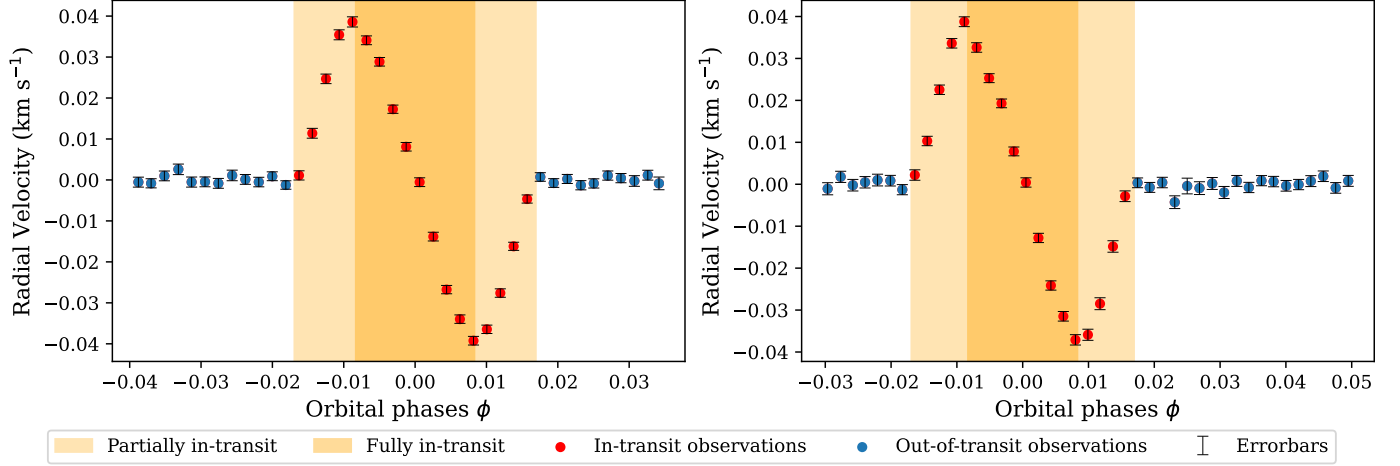 Radial Velocity (km s⁻¹)
0.04
0.03
0.02
0.01
0.00
−0.01
−0.02
−0.03
−0.04
−0.04 −0.03 −0.02 −0.01 0.00 0.01 0.02 0.03
Orbital phases ϕ
Radial Velocity (km s⁻¹)
0.04
0.03
0.02
0.01
0.00
−0.01
−0.02
−0.03
−0.04
−0.03 −0.02 −0.01 0.00 0.01 0.02 0.03 0.04 0.05
Orbital phases ϕ
Partially in-transit Fully in-transit In-transit observations Out-of-transit observations Errorbars